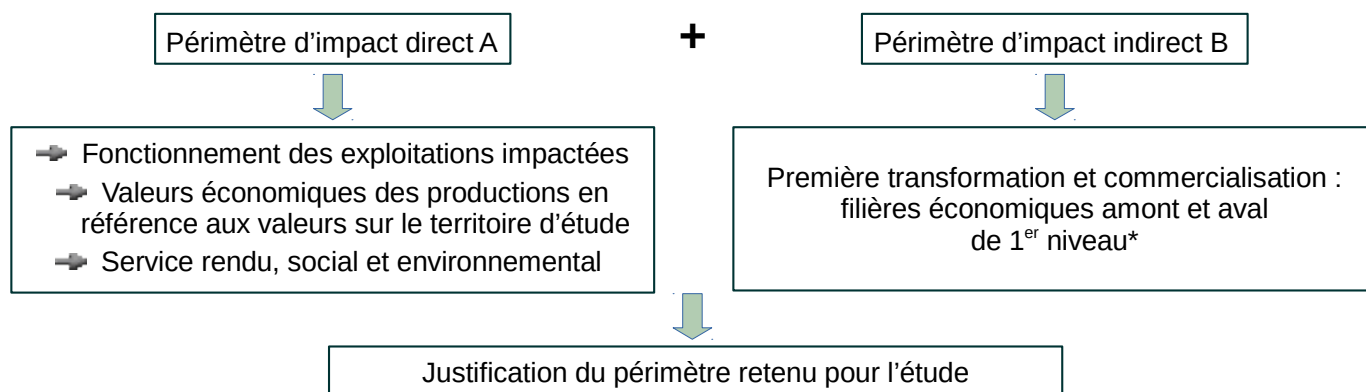 Périmètre d’impact direct A
+
Périmètre d’impact indirect B
Fonctionnement des exploitations impactées
Valeurs économiques des productions en
référence aux valeurs sur le territoire d’étude
Service rendu, social et environnemental
Première transformation et commercialisation :
filières économiques amont et aval
de 1er niveau*
Justification du périmètre retenu pour l’étude